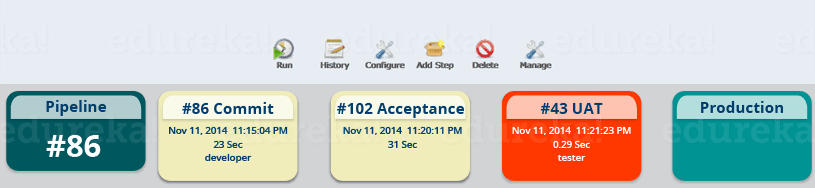 edureka!
Run History Configure Add Step Delete Manage
Pipeline
#86
#86 Commit
Nov 11, 2014 11:15:04 PM
23 Sec
developer
#102 Acceptance
Nov 11, 2014 11:20:11 PM
31 Sec
#43 UAT
Nov 11, 2014 11:21:23 PM
0.29 Sec
tester
Production